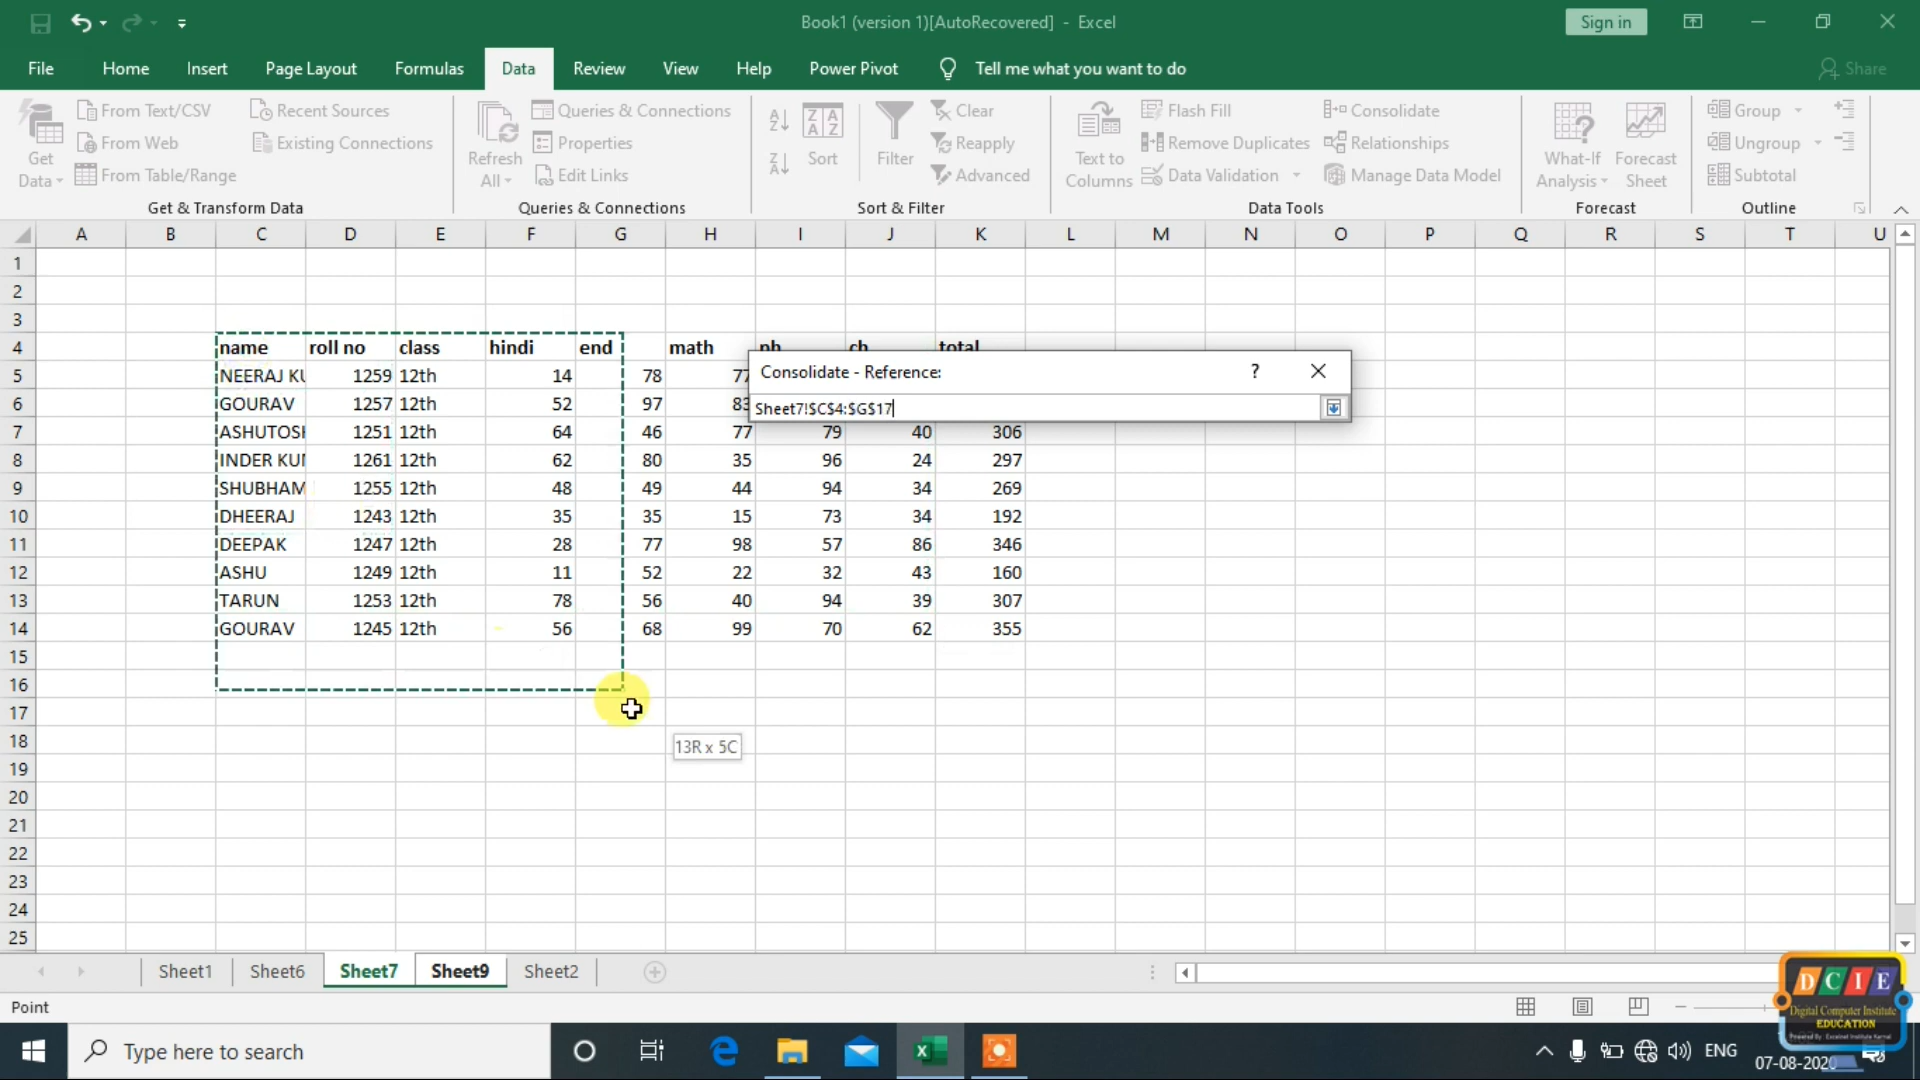 Book1 (version 1)[AutoRecovered] - Excel
Sign in
File Home Insert Page Layout Formulas Data Review View Help Power Pivot Tell me what you want to do Share
Get Data
From Text/CSV
From Web
From Table/Range
Recent Sources
Existing Connections
Refresh All
Queries & Connections
Properties
Edit Links
Sort
Filter
Clear
Reapply
Advanced
Text to Columns
Flash Fill
Remove Duplicates
Data Validation
Consolidate
Relationships
Manage Data Model
What-If Analysis
Forecast Sheet
Group
Ungroup
Subtotal
Get & Transform Data Queries & Connections Sort & Filter Data Tools Forecast Outline
A B C D E F G H I J K L M N O P Q R S T U
1
2
3
4 name roll no class hindi end math ph ch total
Consolidate - Reference: ?
Sheet7!$C$4:$G$17
5 NEERAJ KU 1259 12th 14 78 77
6 GOURAV 1257 12th 52 97 83
7 ASHUTOSH 1251 12th 64 46 77 79 40 306
8 INDER KUI 1261 12th 62 80 35 96 24 297
9 SHUBHAM 1255 12th 48 49 44 94 34 269
10 DHEERAJ 1243 12th 35 35 15 73 34 192
11 DEEPAK 1247 12th 28 77 98 57 86 346
12 ASHU 1249 12th 11 52 22 32 43 160
13 TARUN 1253 12th 78 56 40 94 39 307
14 GOURAV 1245 12th 56 68 99 70 62 355
15
16
17
18
13R x 5C
19
20
21
22
23
24
25
Sheet1 Sheet6 Sheet7 Sheet9 Sheet2
Point
DCIE
Digital Computer Institute
EDUCATION
Type here to search
ENG
07-08-2020